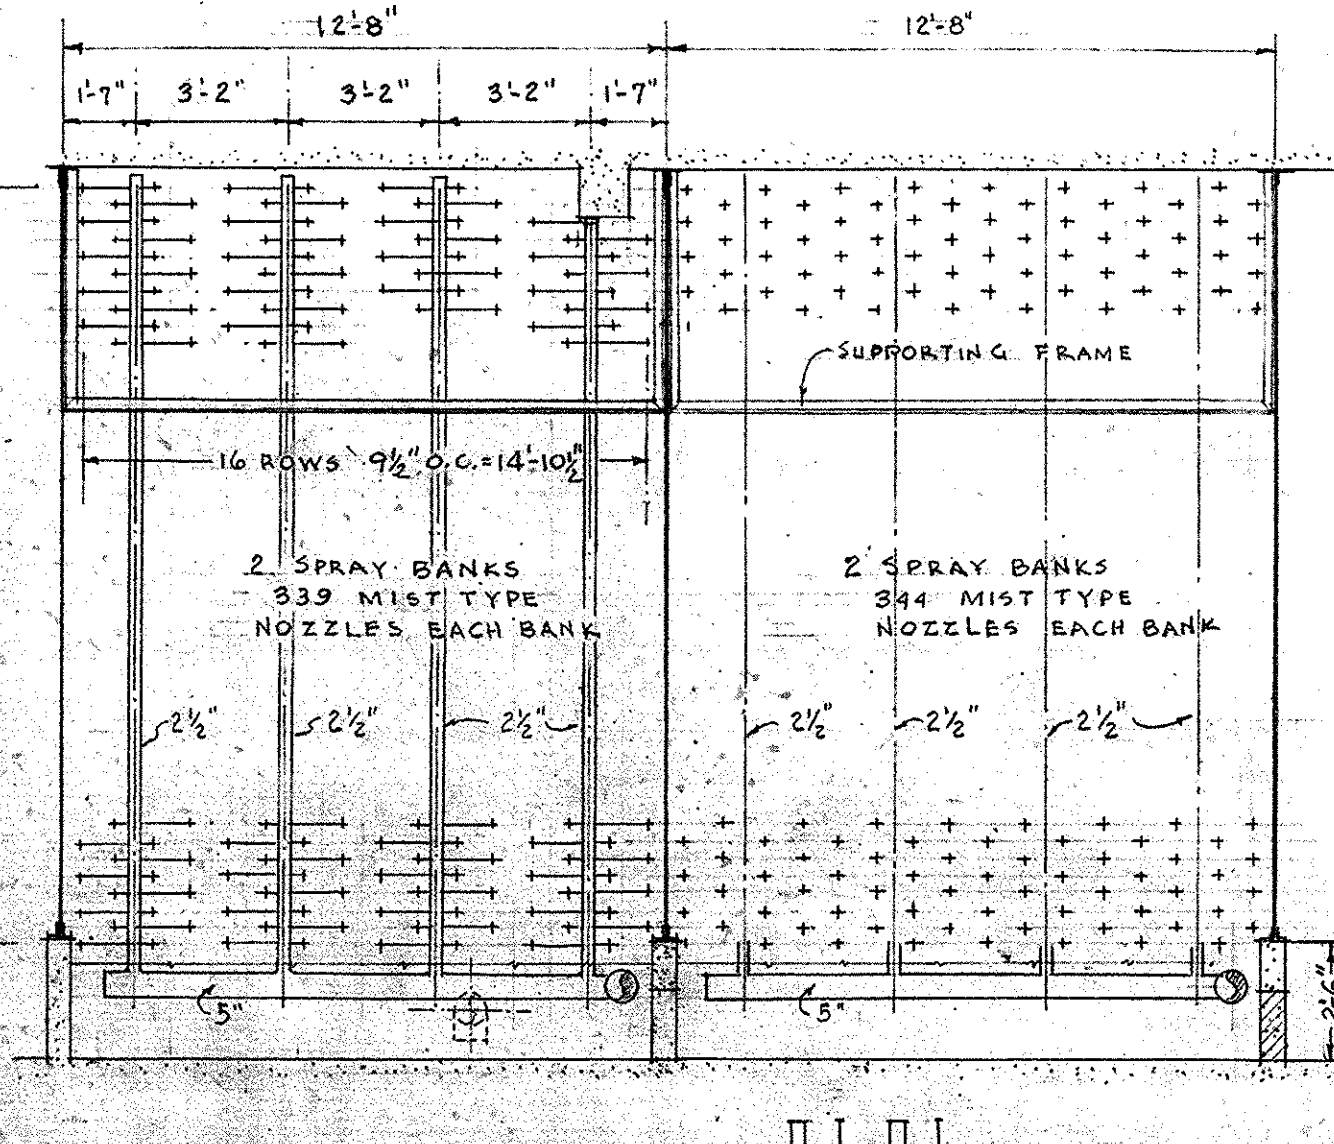 12'-8"
12'-8"
1'-7"
3'-2"
3'-2"
3'-2"
1'-7"
SUPPORTING FRAME
16 ROWS 9½" O.C. = 14'-10½"
2 SPRAY BANKS
339 MIST TYPE
NOZZLES EACH BANK
2 SPRAY BANKS
344 MIST TYPE
NOZZLES EACH BANK
2½"
2½"
2½"
2½"
2½"
2½"
5"
5"
2'-6"